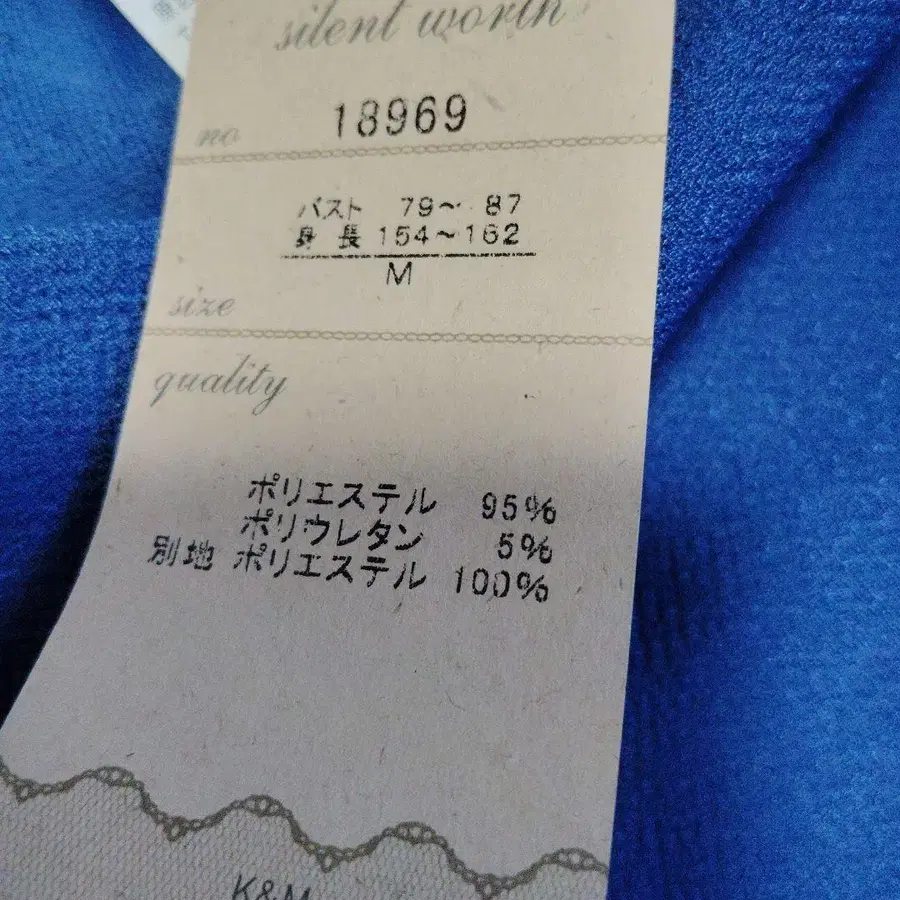 silent worth
no 18969
バスト 79～ 87
身 長 154～162
M
size
quality
ポリエステル 95%
ポリウレタン 5%
別地 ポリエステル 100%
K&M